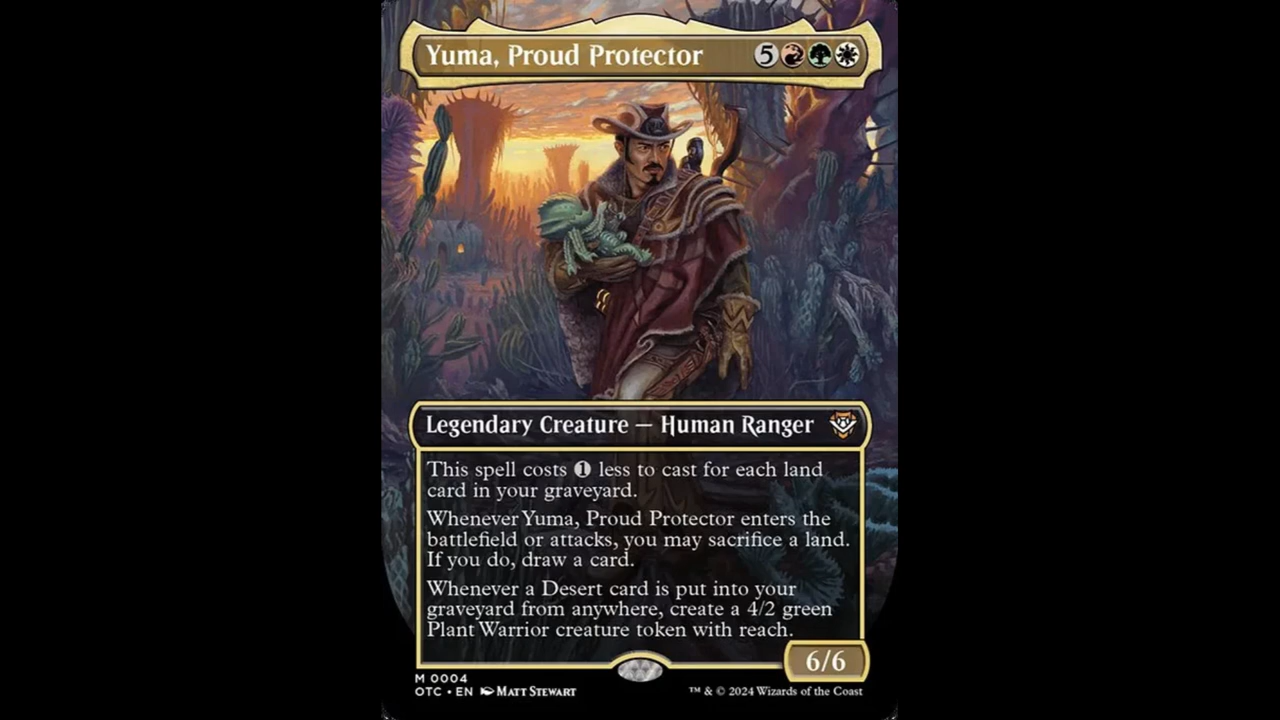 Yuma, Proud Protector 5
Legendary Creature — Human Ranger
This spell costs 1 less to cast for each land
card in your graveyard.
Whenever Yuma, Proud Protector enters the
battlefield or attacks, you may sacrifice a land.
If you do, draw a card.
Whenever a Desert card is put into your
graveyard from anywhere, create a 4/2 green
Plant Warrior creature token with reach.
6/6
M 0004
OTC • EN MATT STEWART
™ & © 2024 Wizards of the Coast